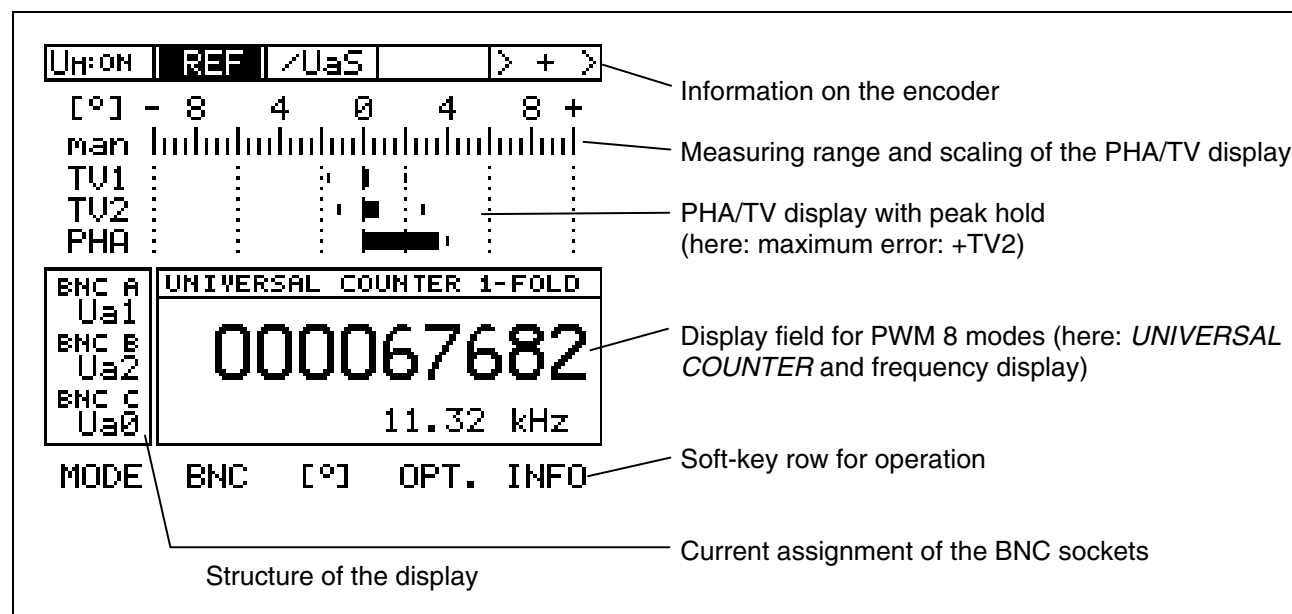 UH:ON REF /UaS > + >
[°] - 8 4 0 4 8 +
man
TV1
TV2
PHA
BNC A
Ua1
BNC B
Ua2
BNC C
Ua0
UNIVERSAL COUNTER 1-FOLD
000067682
11.32 kHz
MODE BNC [°] OPT. INFO
Information on the encoder
Measuring range and scaling of the PHA/TV display
PHA/TV display with peak hold
(here: maximum error: +TV2)
Display field for PWM 8 modes (here: UNIVERSAL
COUNTER and frequency display)
Soft-key row for operation
Current assignment of the BNC sockets
Structure of the display